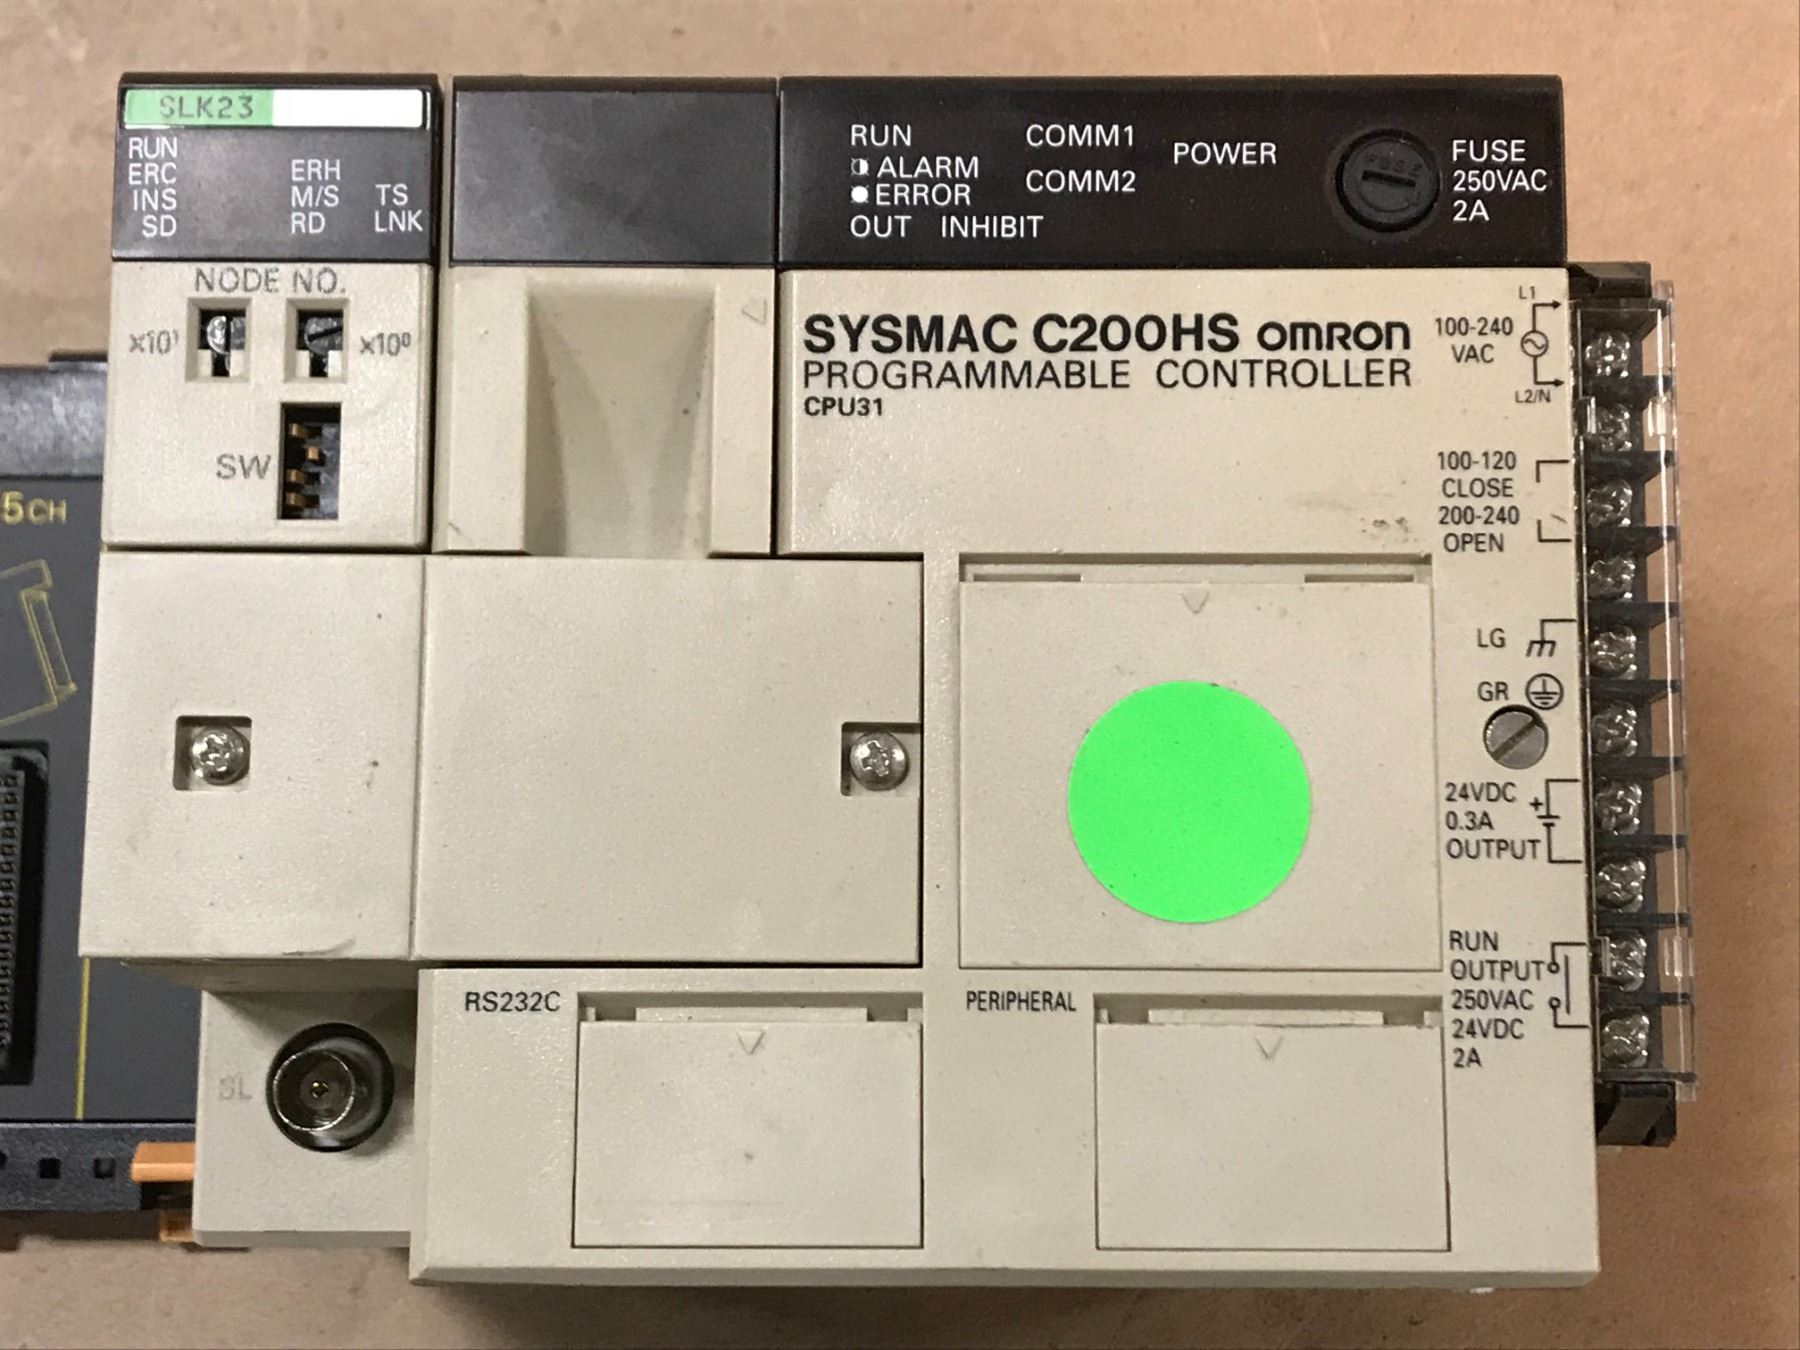 SLK23
RUN
ERC ERH
INS M/S TS
SD RD LNK
NODE NO.
×10¹ ×10⁰
SW
5CH
SL
RUN COMM1
ALARM
ERROR COMM2
OUT INHIBIT
POWER
FUSE
250VAC
2A
SYSMAC C200HS OMRON
PROGRAMMABLE CONTROLLER
CPU31
L1
100-240
VAC
L2/N
100-120
CLOSE
200-240
OPEN
LG
GR
24VDC +
0.3A
OUTPUT
RUN
OUTPUT
250VAC
24VDC
2A
RS232C
PERIPHERAL